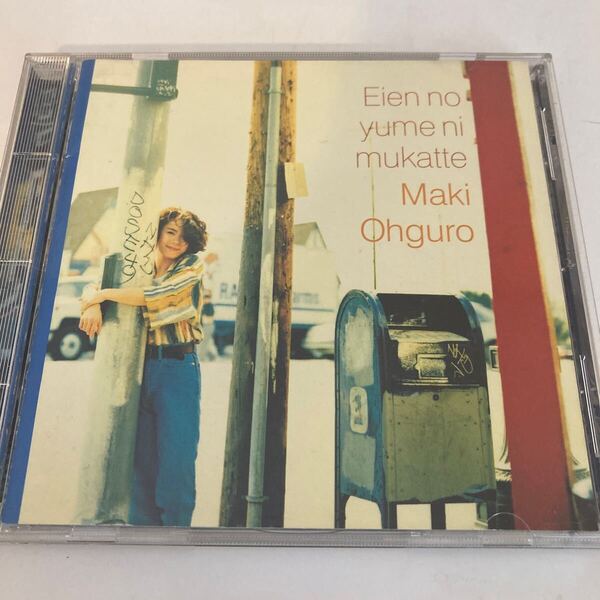 Eien no
yume ni
mukatte
Maki
Ohguro